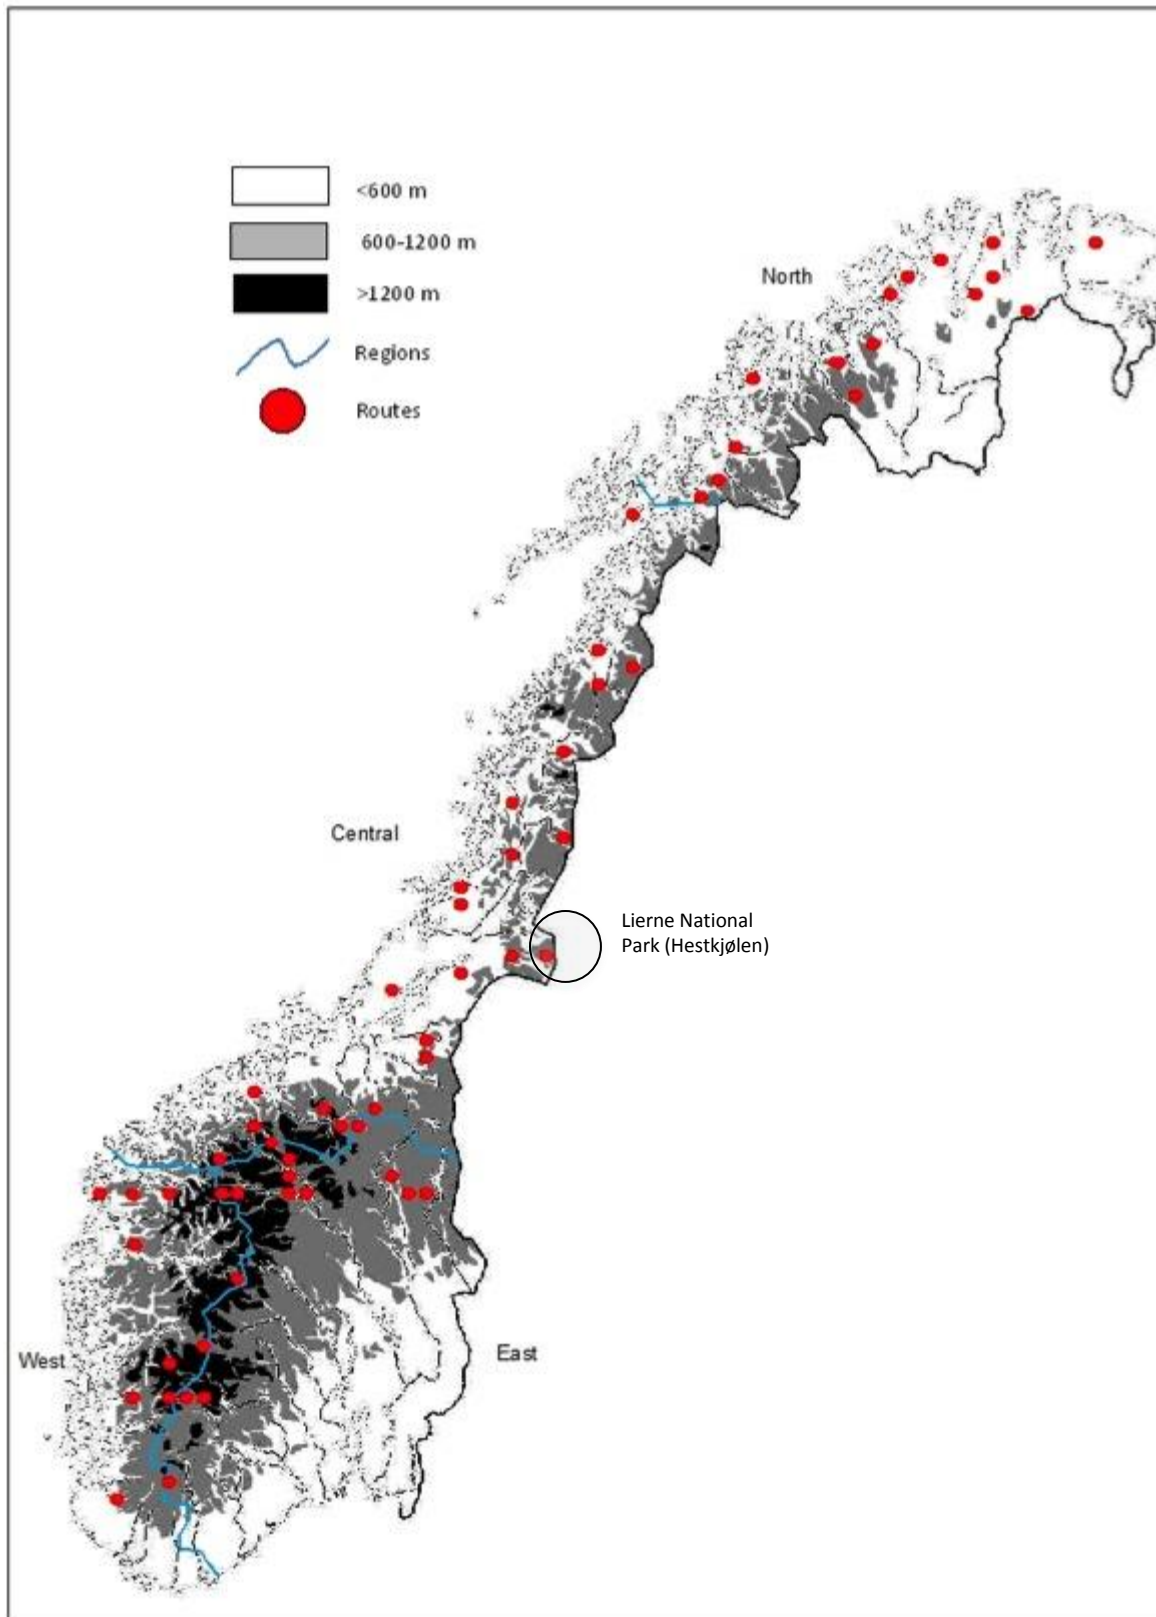 <600 m
600-1200 m
>1200 m
Regions
Routes
North
Central
Lierne National
Park (Hestkjølen)
West
East